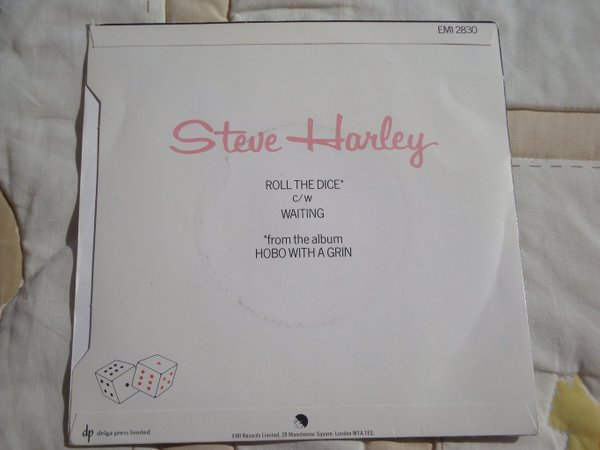 EMI 2830
Steve Harley
ROLL THE DICE*
c/w
WAITING
*from the album
HOBO WITH A GRIN
dp delga press limited
EMI Records Limited, 20 Manchester Square, London W1A 1ES.